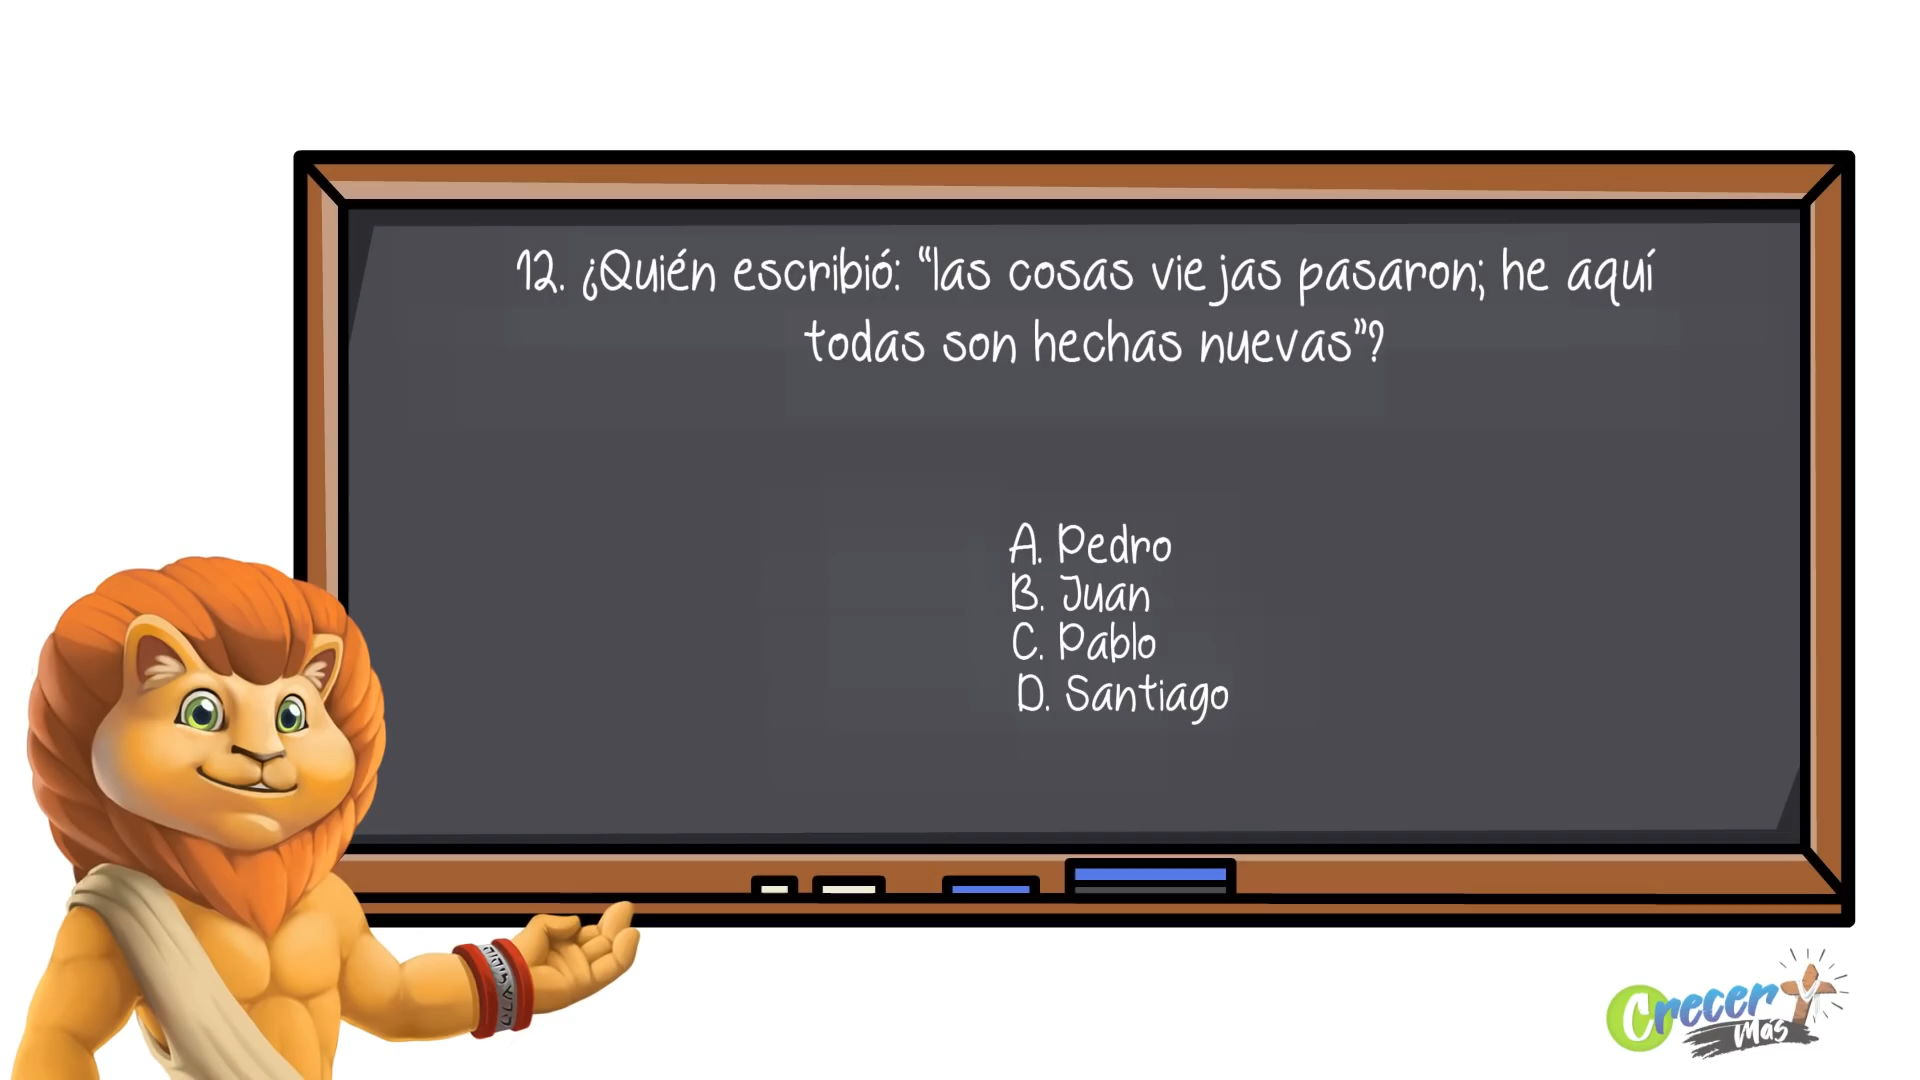 12. ¿Quién escribió: “las cosas viejas pasaron; he aquí
todas son hechas nuevas”?
A. Pedro
B. Juan
C. Pablo
D. Santiago
Crecer y
Más